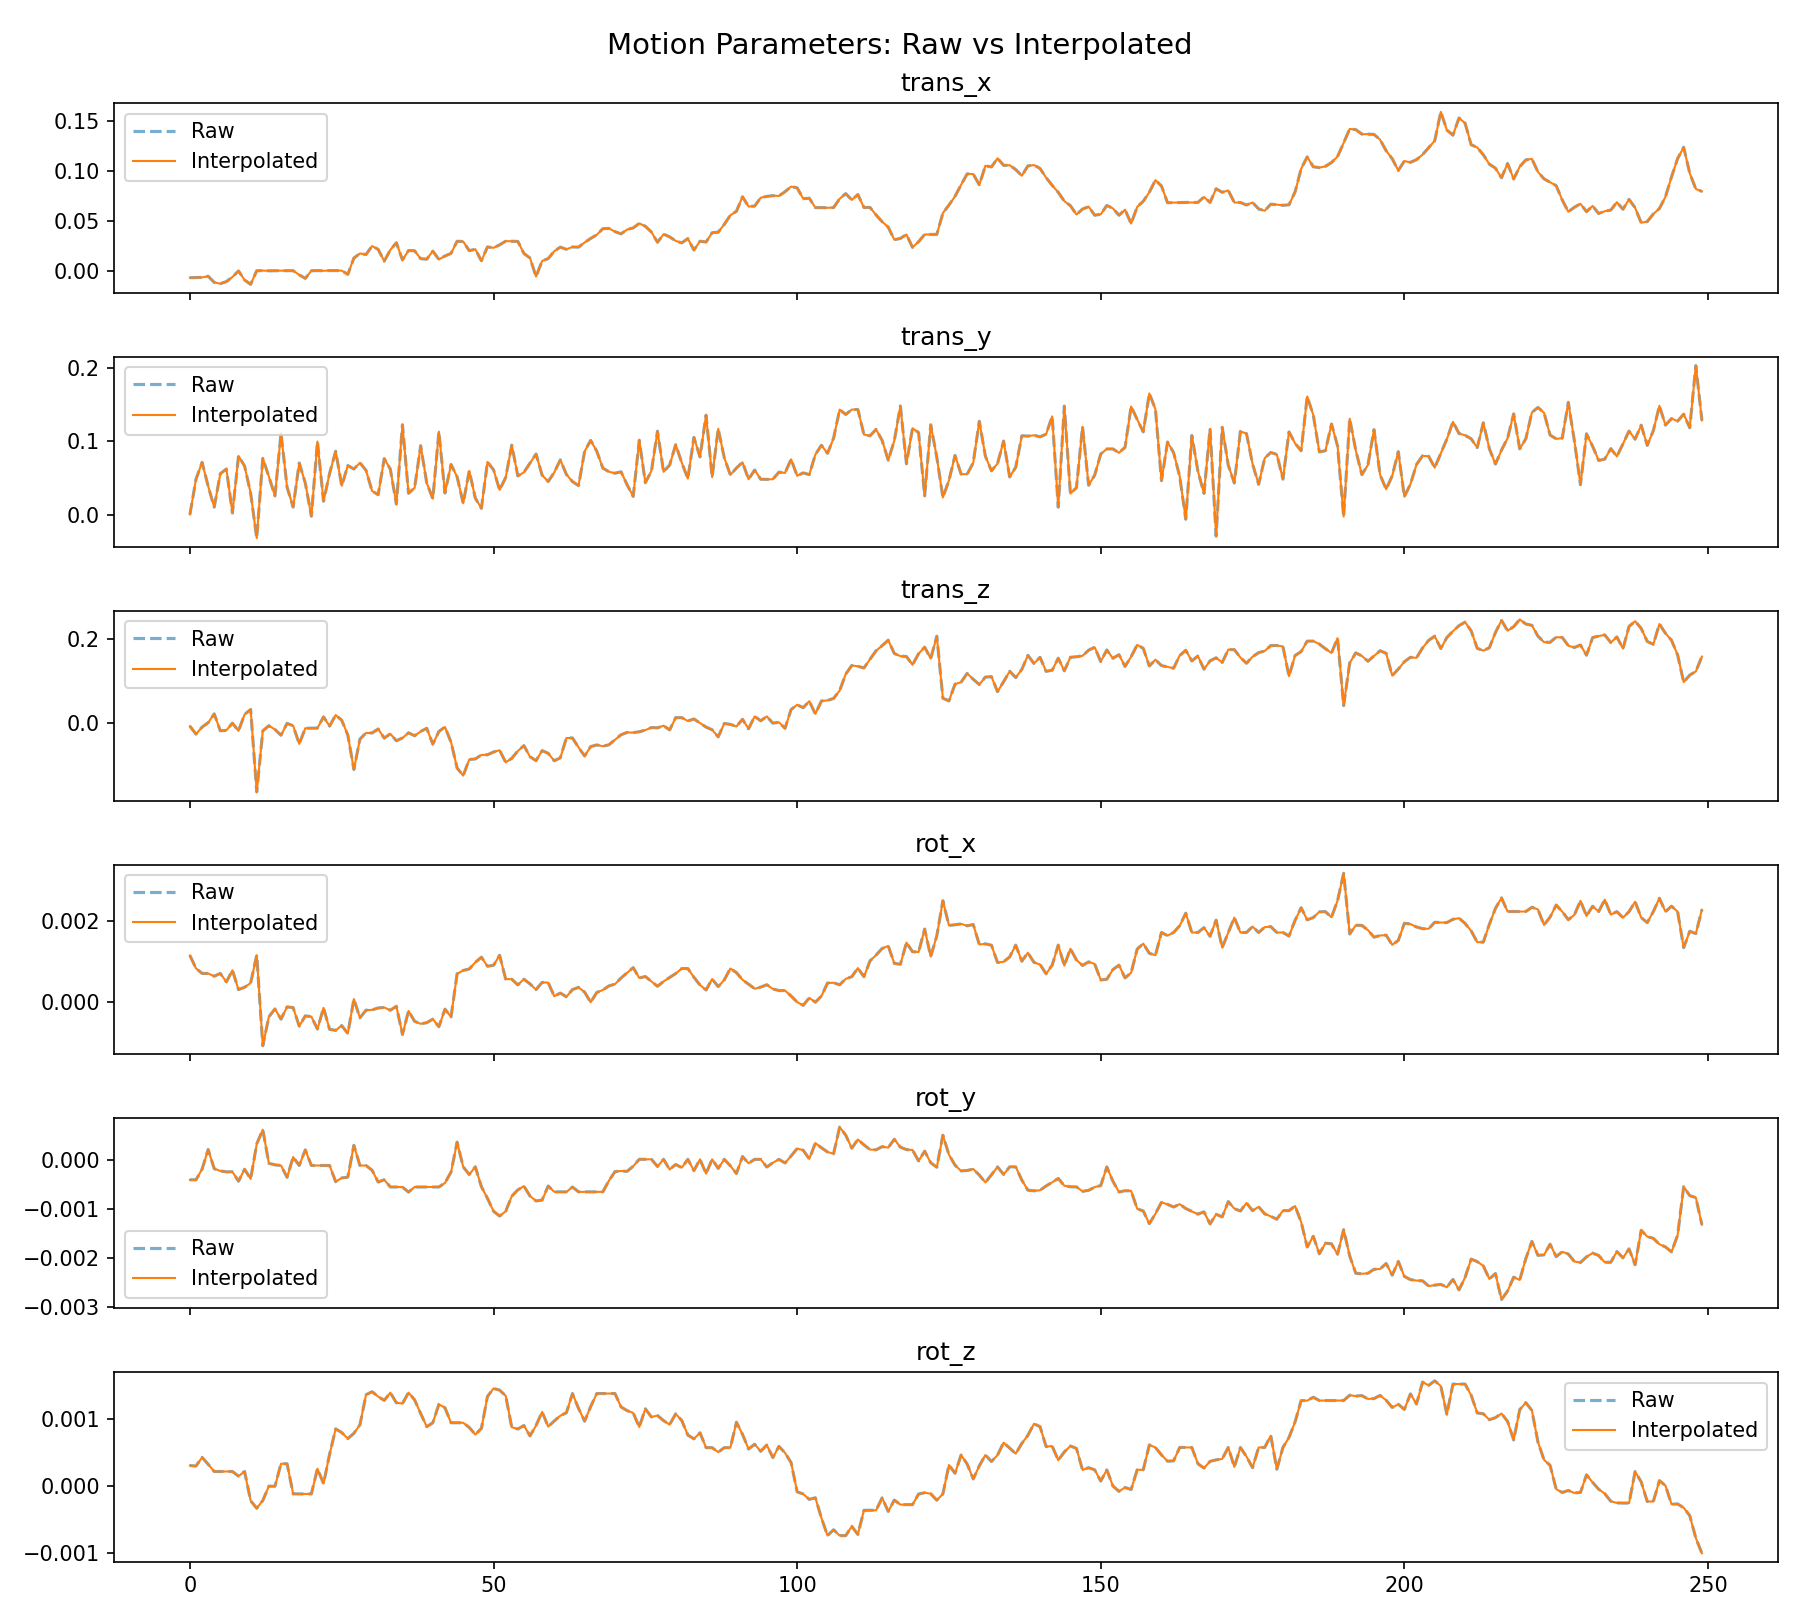 Motion Parameters: Raw vs Interpolated
trans_x
0.15
0.10
0.05
0.00
Raw
Interpolated
trans_y
0.2
0.1
0.0
Raw
Interpolated
trans_z
0.2
0.0
Raw
Interpolated
rot_x
0.002
0.000
Raw
Interpolated
rot_y
0.000
−0.001
−0.002
−0.003
Raw
Interpolated
rot_z
0.001
0.000
−0.001
Raw
Interpolated
0 50 100 150 200 250